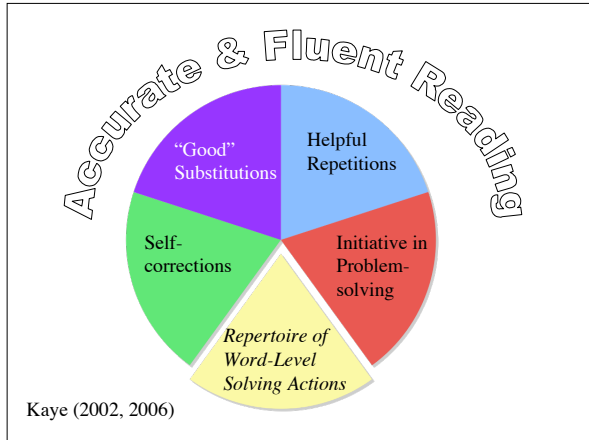 Accurate & Fluent Reading
“Good”
Substitutions
Helpful
Repetitions
Self-
corrections
Initiative in
Problem-
solving
Repertoire of
Word-Level
Solving Actions
Kaye (2002, 2006)